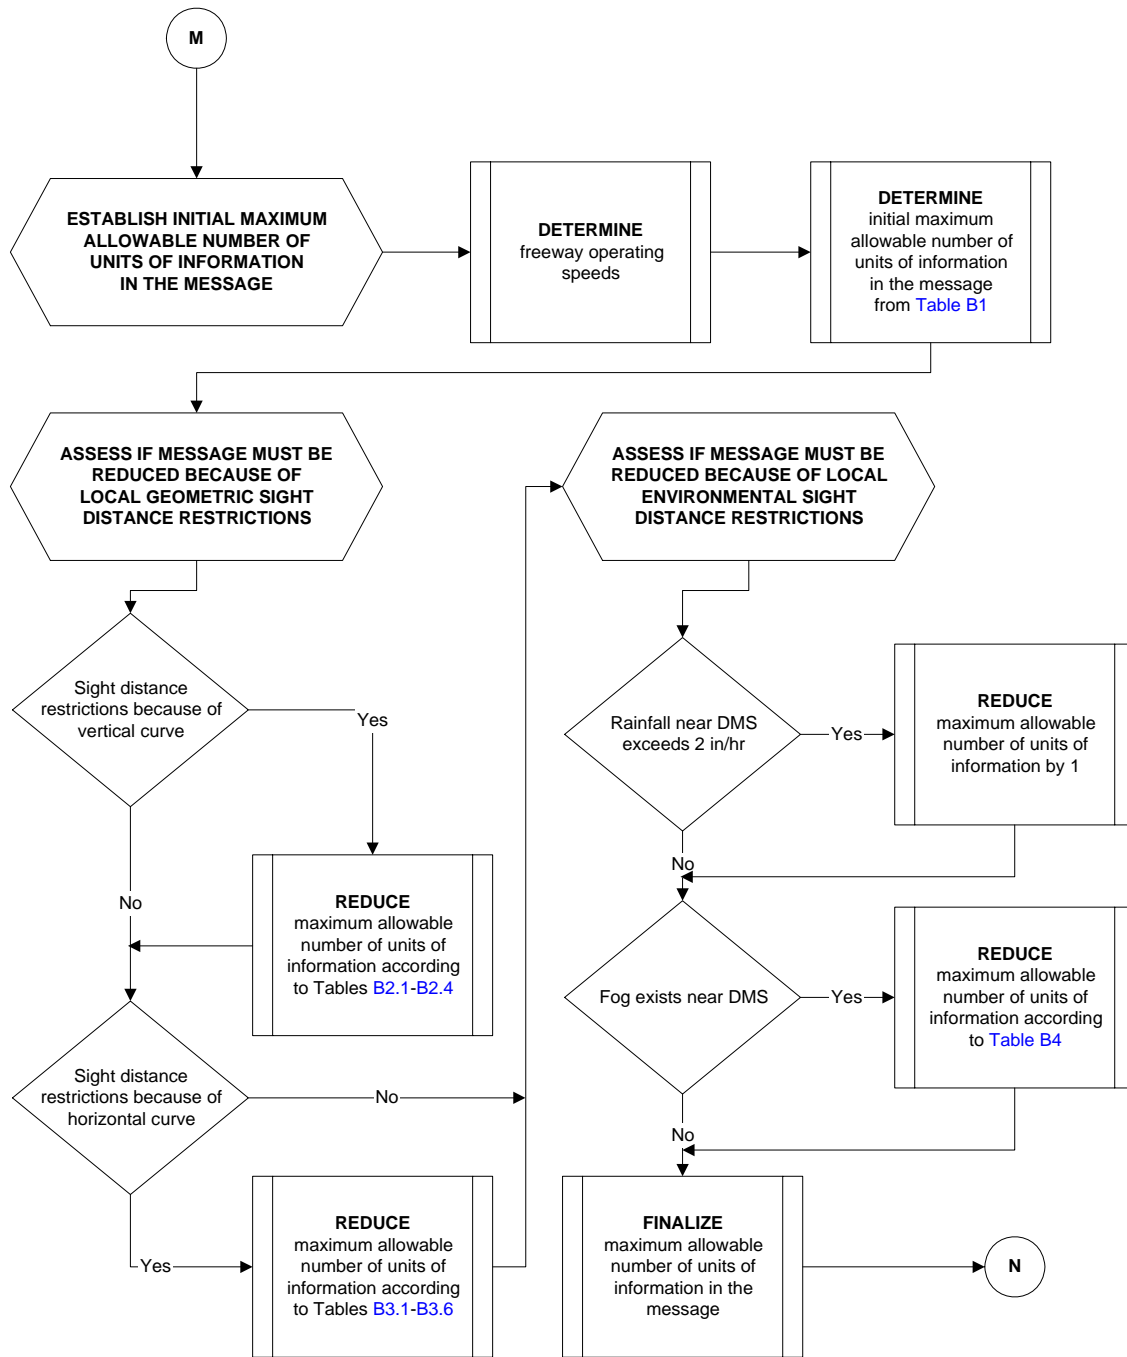 M
ESTABLISH INITIAL MAXIMUM
ALLOWABLE NUMBER OF
UNITS OF INFORMATION
IN THE MESSAGE
DETERMINE
freeway operating
speeds
DETERMINE
initial maximum
allowable number of
units of information
in the message
from Table B1
ASSESS IF MESSAGE MUST BE
REDUCED BECAUSE OF
LOCAL GEOMETRIC SIGHT
DISTANCE RESTRICTIONS
Sight distance
restrictions because of
vertical curve
Yes
No
REDUCE
maximum allowable
number of units of
information according
to Tables B2.1-B2.4
Sight distance
restrictions because of
horizontal curve
No
Yes
REDUCE
maximum allowable
number of units of
information according
to Tables B3.1-B3.6
ASSESS IF MESSAGE MUST BE
REDUCED BECAUSE OF LOCAL
ENVIRONMENTAL SIGHT
DISTANCE RESTRICTIONS
Rainfall near DMS
exceeds 2 in/hr
Yes
REDUCE
maximum allowable
number of units of
information by 1
No
Fog exists near DMS
Yes
REDUCE
maximum allowable
number of units of
information according
to Table B4
No
FINALIZE
maximum allowable
number of units of
information in the
message
N